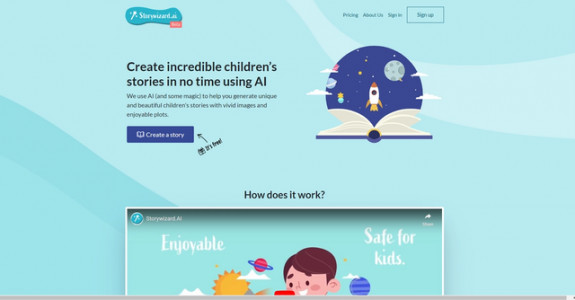 Storywizard.ai
Beta
Pricing
About Us
Sign in
Sign up
Create incredible children's
stories in no time using AI
We use AI (and some magic) to help you generate unique
and beautiful children's stories with vivid images and
enjoyable plots.
Create a story
It's free!
How does it work?
Storywizard.Ai
Share
Enjoyable
Safe for
kids.